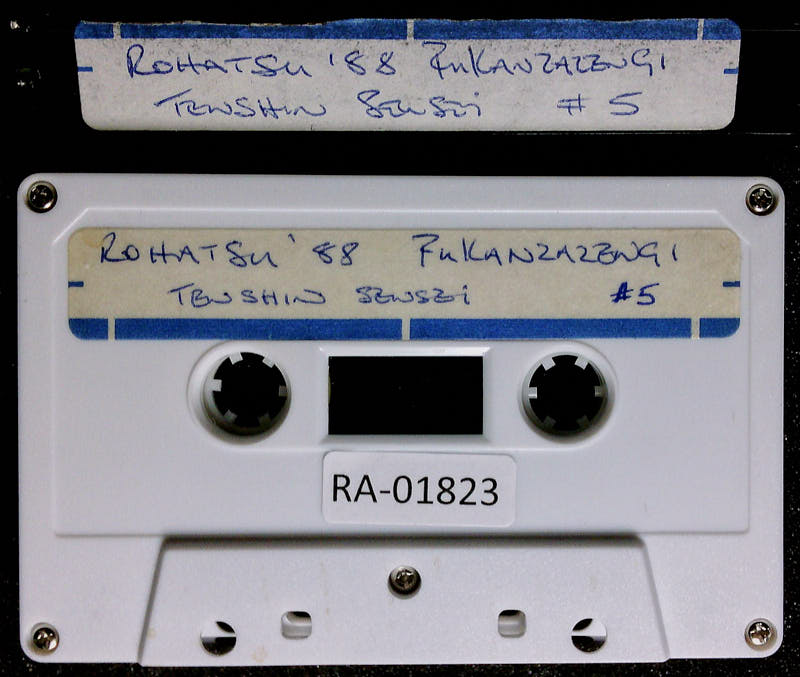 ROHATSU '88 FUKANZAZENGI
TENSHIN SENSEI # 5
ROHATSU '88 FUKANZAZENGI
TENSHIN SENSEI #5
RA-01823